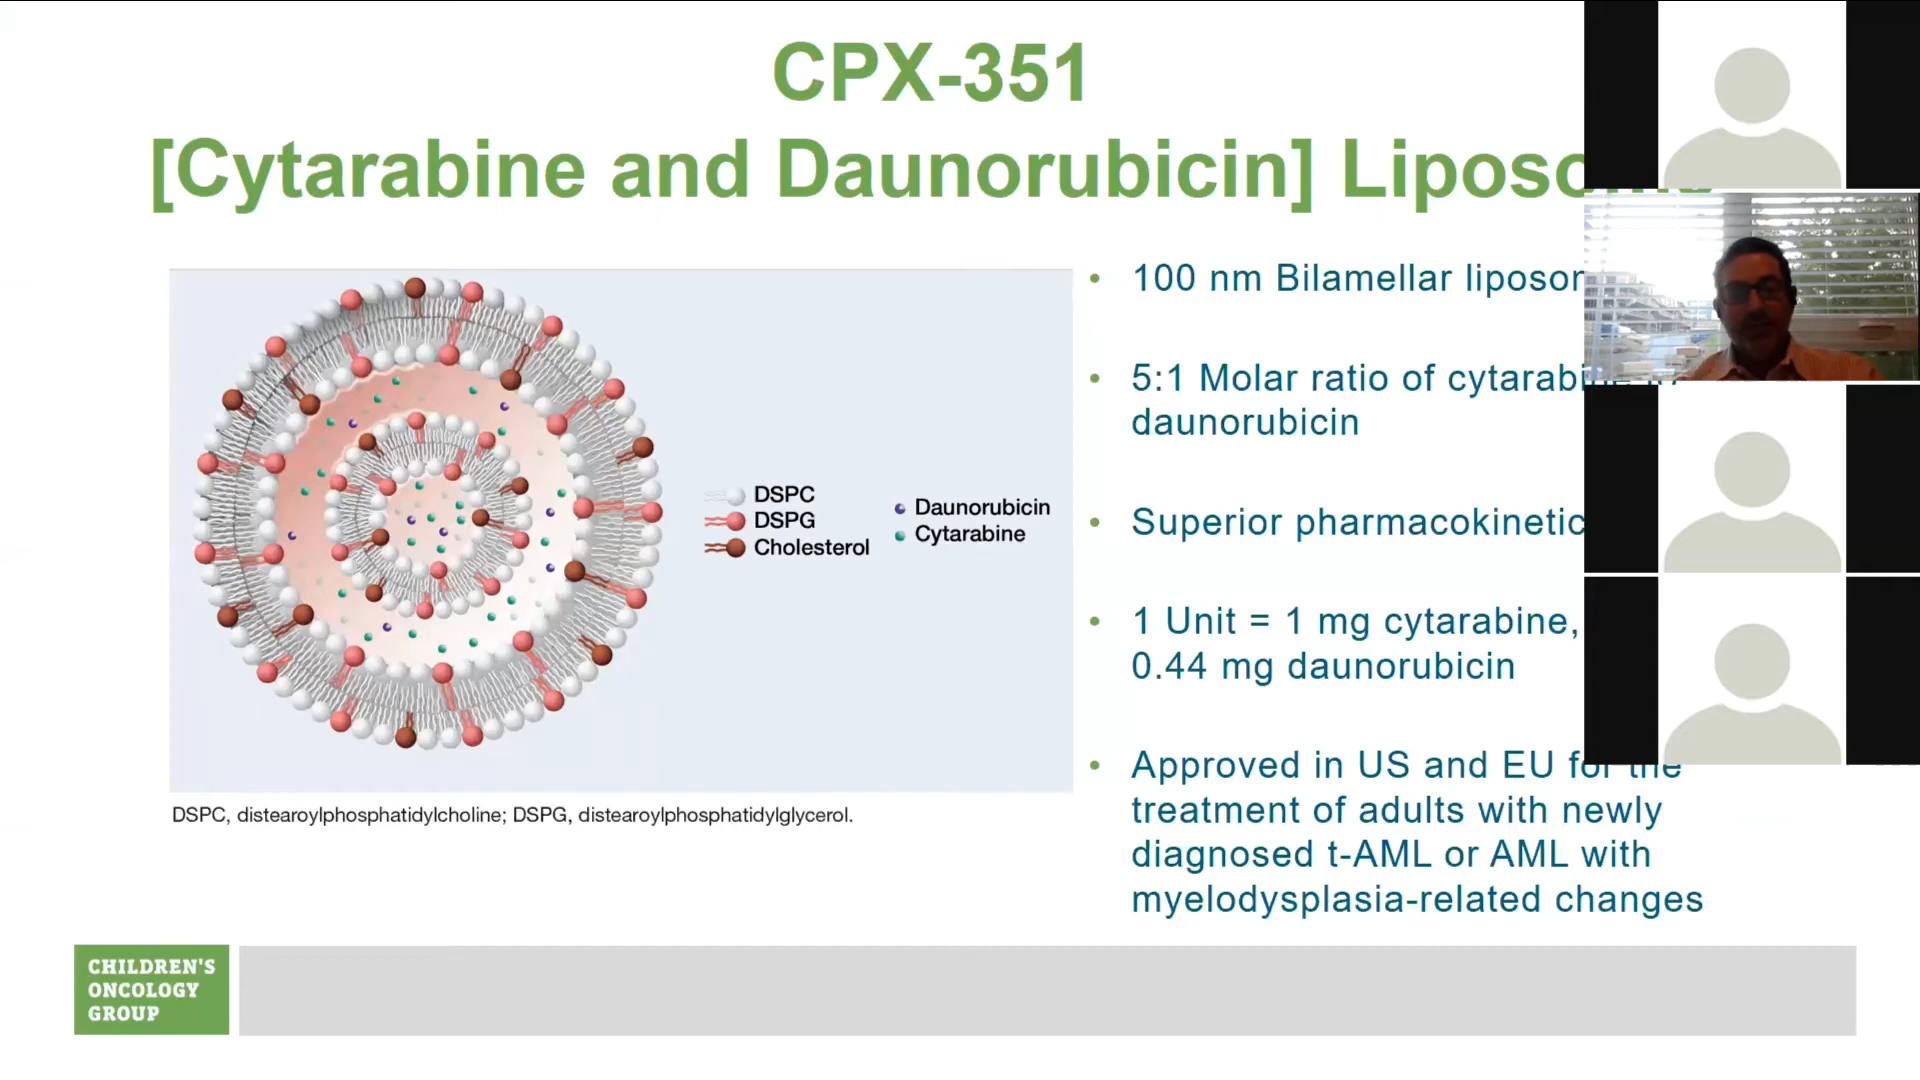 CPX-351
[Cytarabine and Daunorubicin] Liposome
100 nm Bilamellar liposom
5:1 Molar ratio of cytarabine to
daunorubicin
Superior pharmacokinetic
1 Unit = 1 mg cytarabine,
0.44 mg daunorubicin
Approved in US and EU for the
treatment of adults with newly
diagnosed t-AML or AML with
myelodysplasia-related changes
DSPC
DSPG
Cholesterol
Daunorubicin
Cytarabine
DSPC, distearoylphosphatidylcholine; DSPG, distearoylphosphatidylglycerol.
CHILDREN'S
ONCOLOGY
GROUP